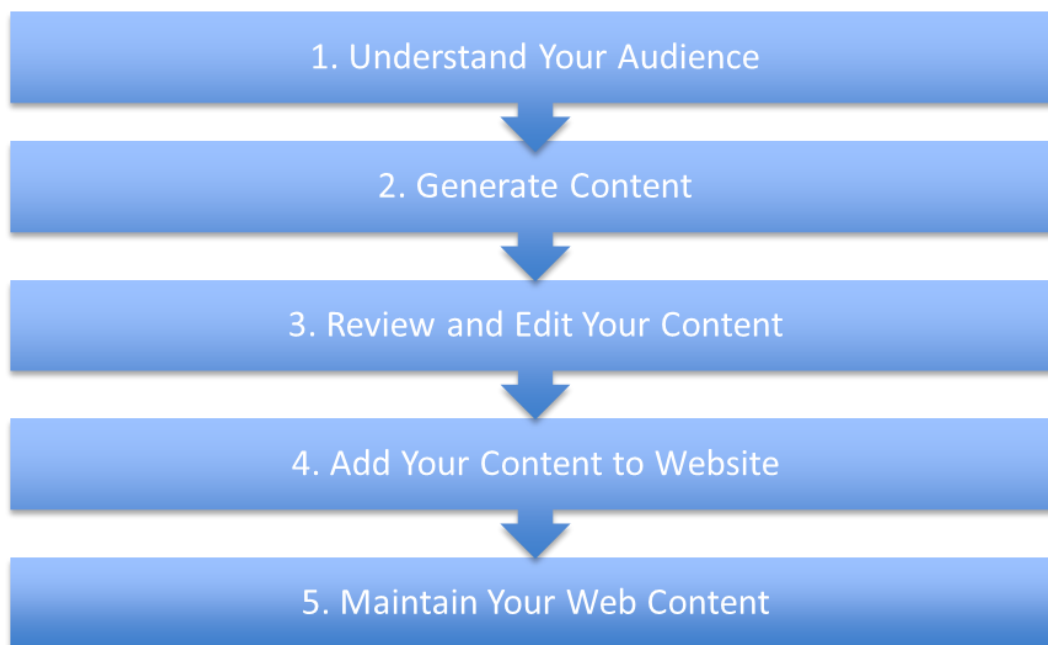 1. Understand Your Audience
2. Generate Content
3. Review and Edit Your Content
4. Add Your Content to Website
5. Maintain Your Web Content